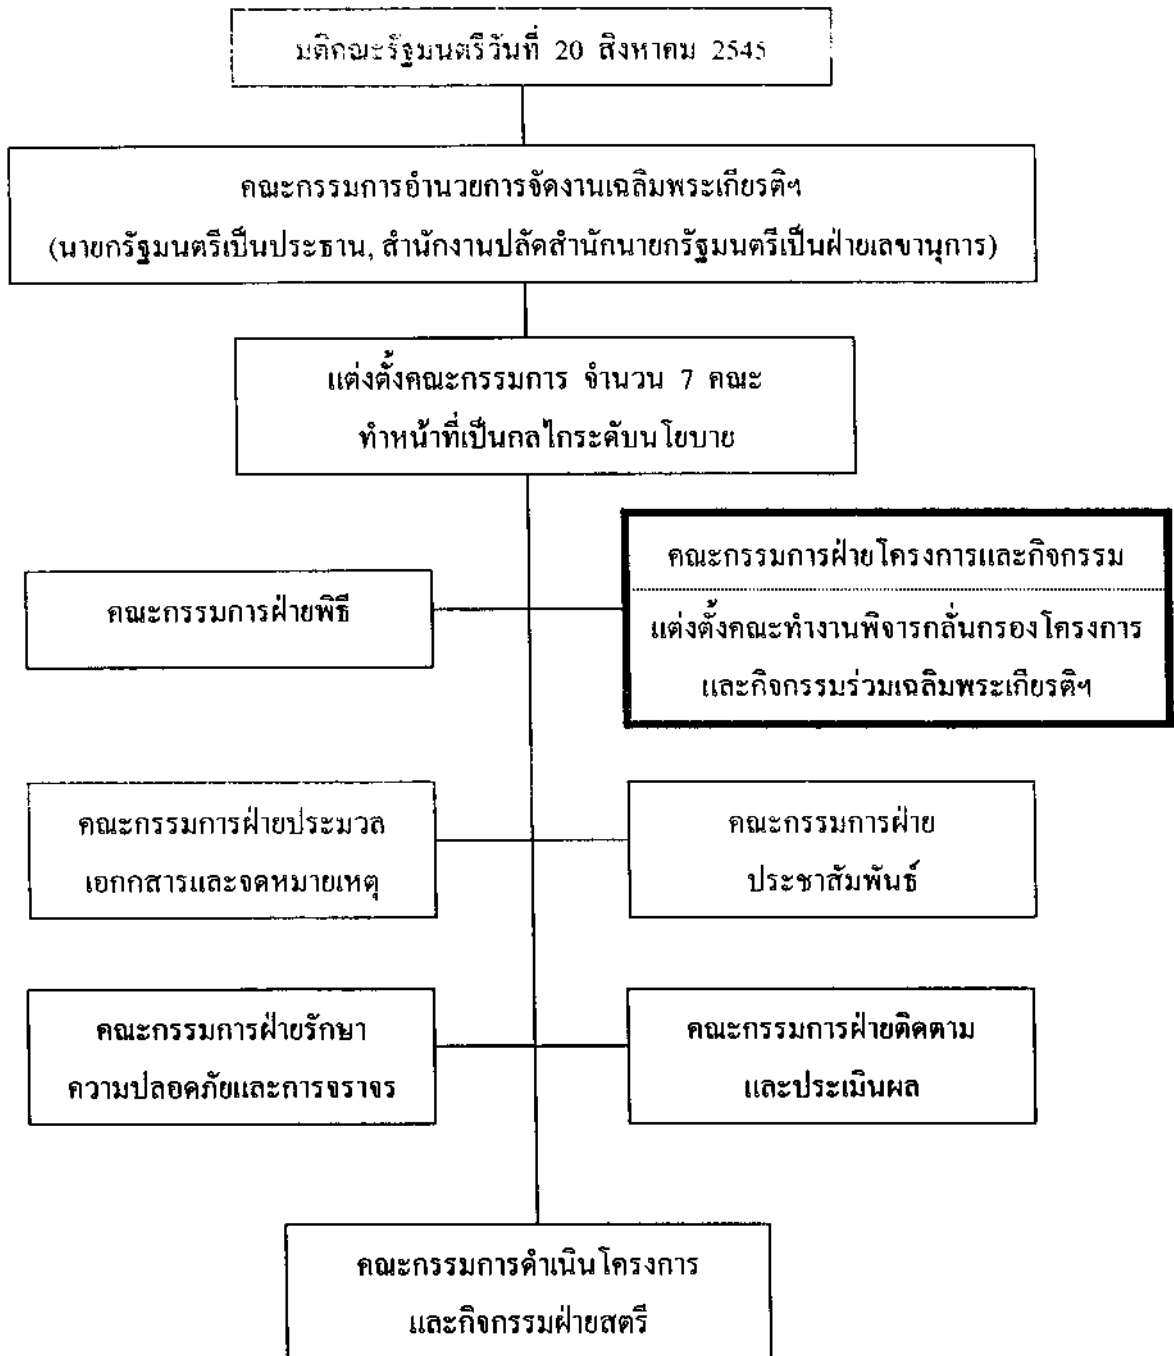 มติคณะรัฐมนตรีวันที่ 20 สิงหาคม 2545
คณะกรรมการอำนวยการจัดงานเฉลิมพระเกียรติฯ
(นายกรัฐมนตรีเป็นประธาน, สำนักงานปลัดสำนักนายกรัฐมนตรีเป็นฝ่ายเลขานุการ)
แต่งตั้งคณะกรรมการ จำนวน 7 คณะ
ทำหน้าที่เป็นกลไกระดับนโยบาย
คณะกรรมการฝ่ายพิธี
คณะกรรมการฝ่ายโครงการและกิจกรรม
แต่งตั้งคณะทำงานพิจารกลั่นกรองโครงการ
และกิจกรรมร่วมเฉลิมพระเกียรติฯ
คณะกรรมการฝ่ายประมวล
เอกกสารและจดหมายเหตุ
คณะกรรมการฝ่าย
ประชาสัมพันธ์
คณะกรรมการฝ่ายรักษา
ความปลอดภัยและการจราจร
คณะกรรมการฝ่ายติดตาม
และประเมินผล
คณะกรรมการดำเนินโครงการ
และกิจกรรมฝ่ายสตรี